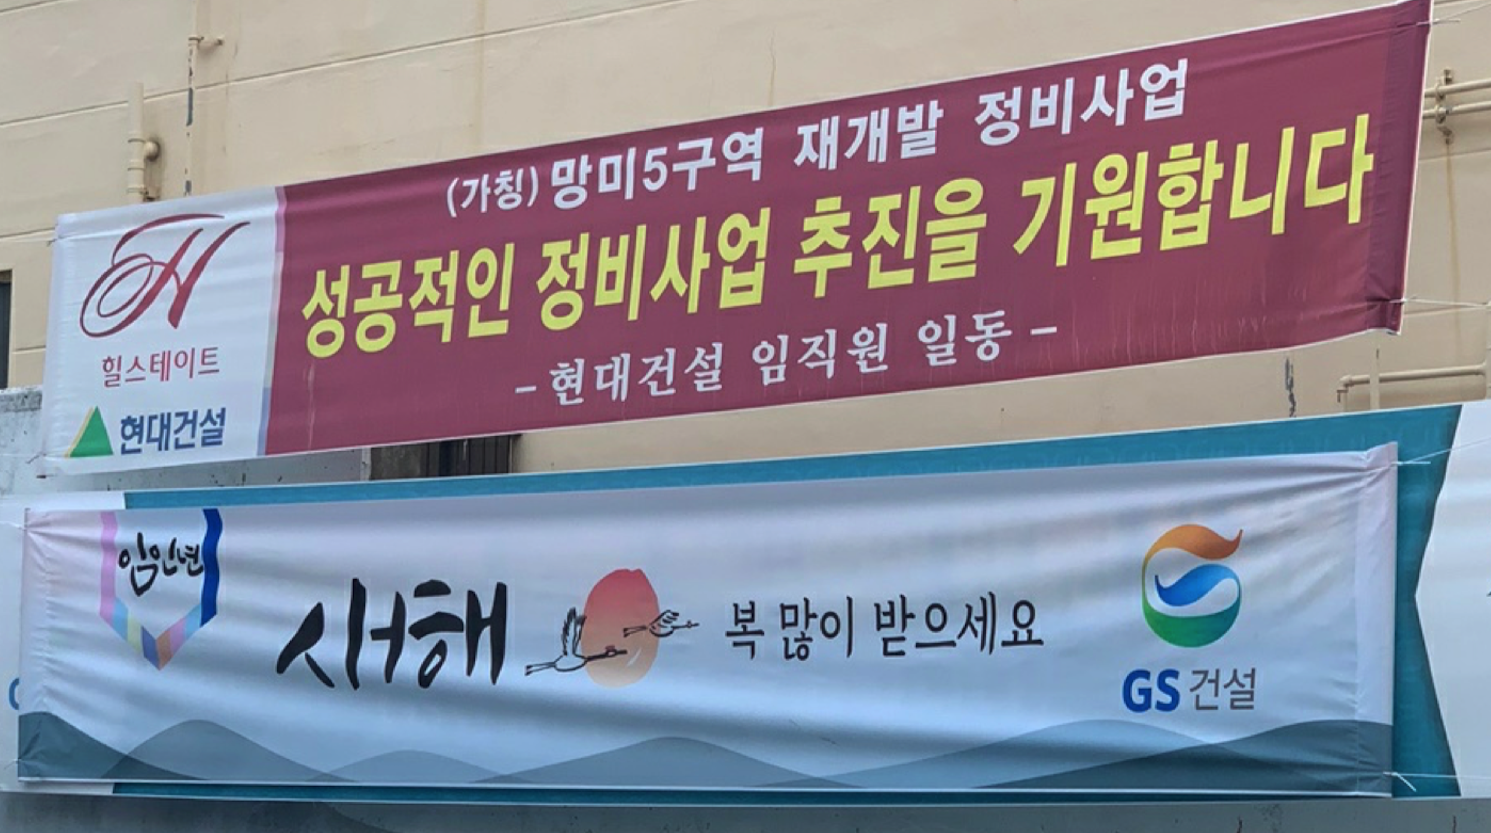 (가칭) 망미5구역 재개발 정비사업
성공적인 정비사업 추진을 기원합니다
-현대건설 임직원 일동-
힐스테이트
현대건설
임인년
새해
복 많이 받으세요
GS건설